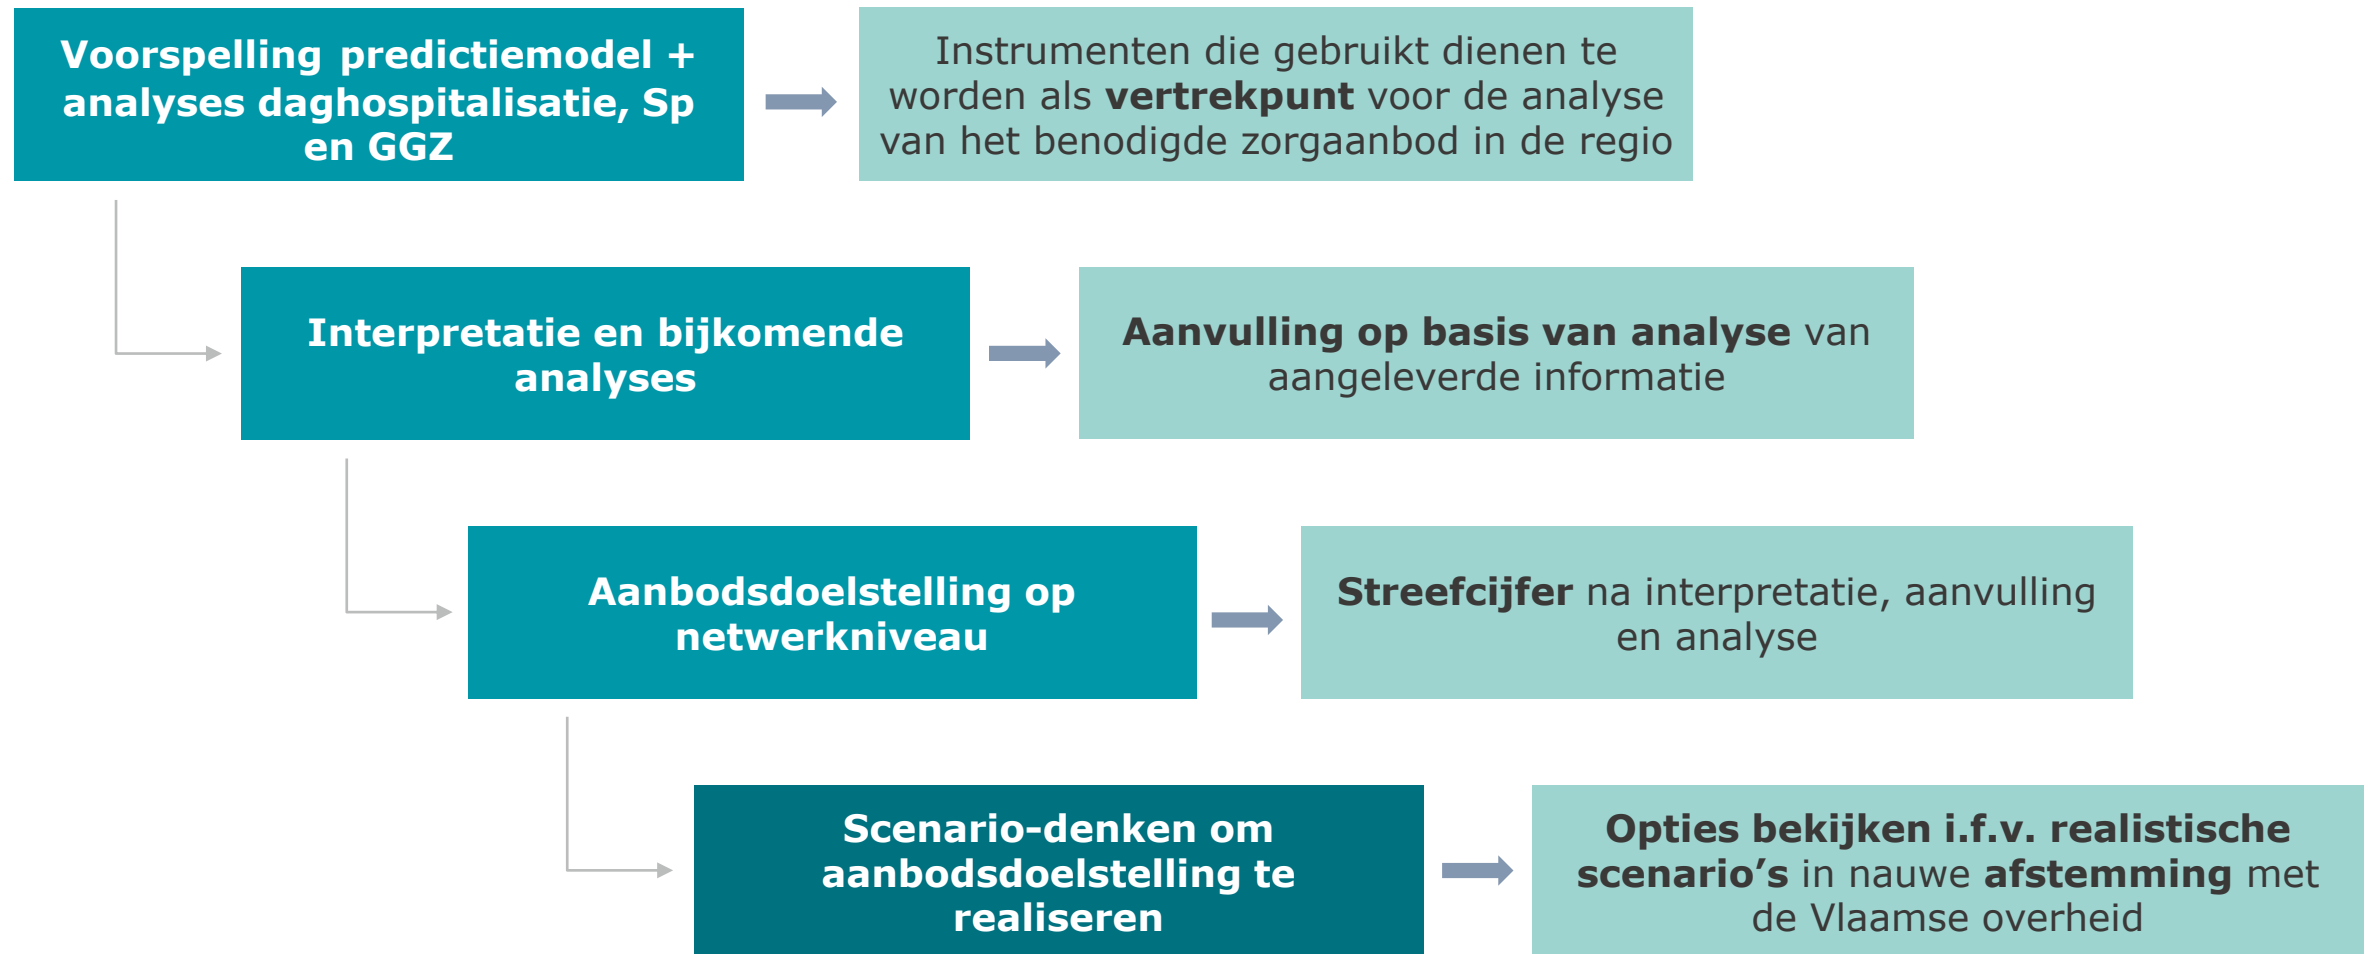 Voorspelling predictiemodel +
analyses daghospitalisatie, Sp
en GGZ
Instrumenten die gebruikt dienen te
worden als vertrekpunt voor de analyse
van het benodigde zorgaanbod in de regio
Interpretatie en bijkomende
analyses
Aanvulling op basis van analyse van
aangeleverde informatie
Aanbodsdoelstelling op
netwerkniveau
Streefcijfer na interpretatie, aanvulling
en analyse
Scenario-denken om
aanbodsdoelstelling te
realiseren
Opties bekijken i.f.v. realistische
scenario’s in nauwe afstemming met
de Vlaamse overheid